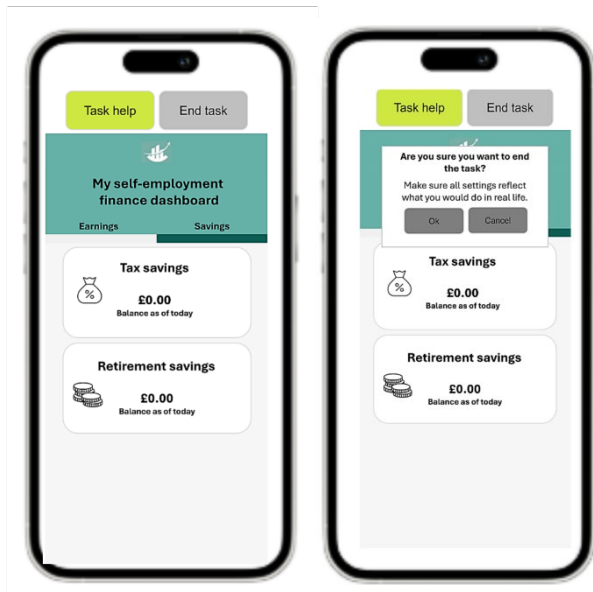 Task help
End task
My self-employment
finance dashboard
Earnings
Savings
Tax savings
%
£0.00
Balance as of today
Retirement savings
£0.00
Balance as of today
Task help
End task
Are you sure you want to end
the task?
Make sure all settings reflect
what you would do in real life.
Ok
Cancel
Tax savings
%
£0.00
Balance as of today
Retirement savings
£0.00
Balance as of today